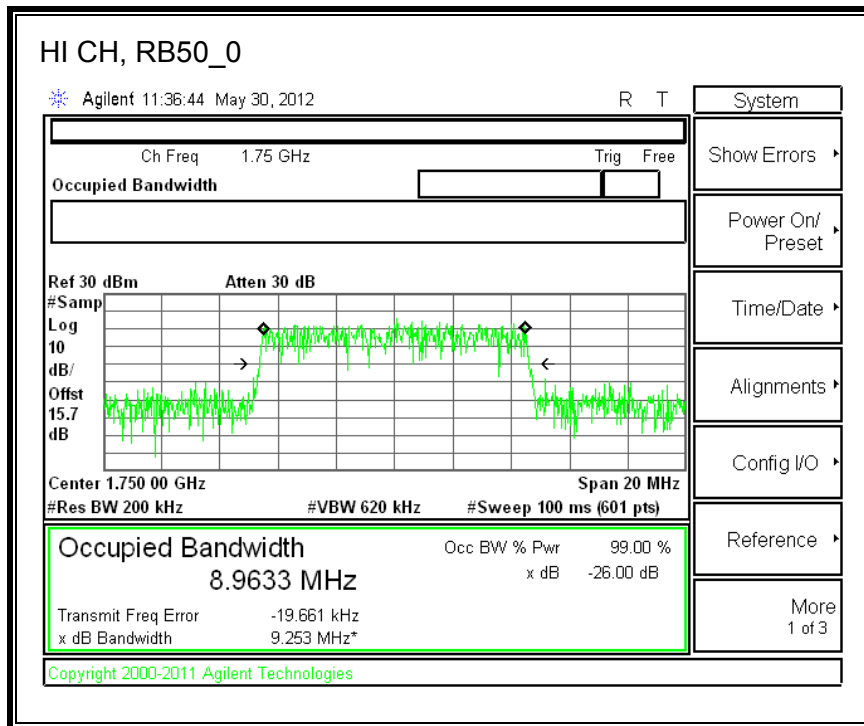 HI CH, RB50_0
Agilent 11:36:44 May 30, 2012 R T
System
Ch Freq 1.75 GHz Trig Free
Show Errors
Occupied Bandwidth
Power On/
Preset
Ref 30 dBm Atten 30 dB
#Samp
Log
10
dB/
Offst
15.7
dB
Time/Date
Alignments
Config I/O
Center 1.750 00 GHz Span 20 MHz
#Res BW 200 kHz #VBW 620 kHz #Sweep 100 ms (601 pts)
Occupied Bandwidth Occ BW % Pwr 99.00 %
8.9633 MHz x dB -26.00 dB
Reference
Transmit Freq Error -19.661 kHz
x dB Bandwidth 9.253 MHz*
More
1 of 3
Copyright 2000-2011 Agilent Technologies